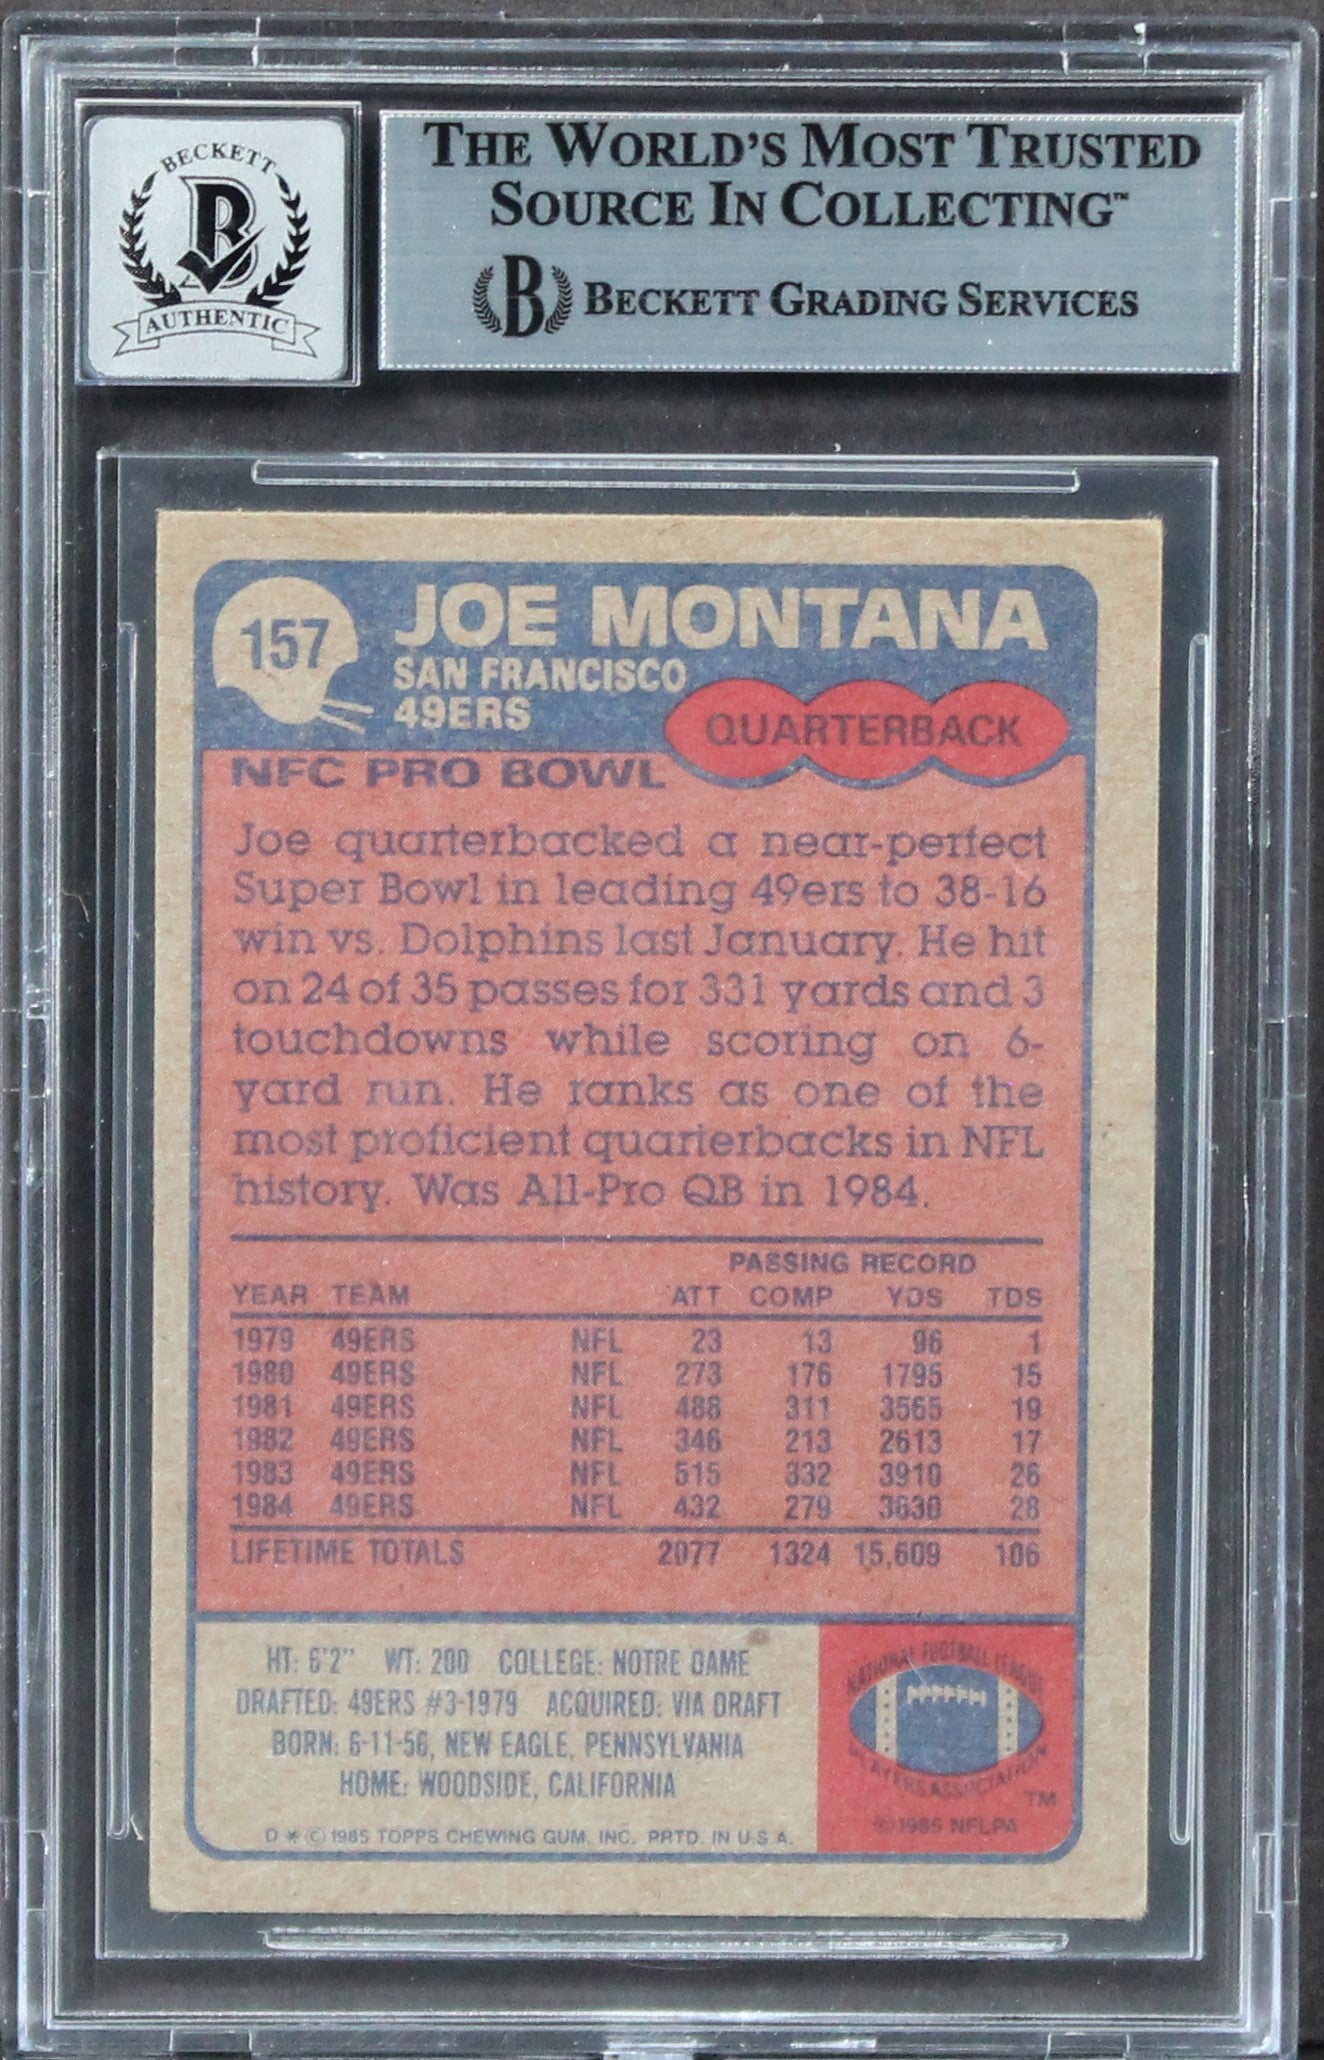 BECKETT
AUTHENTIC
THE WORLD'S MOST TRUSTED
SOURCE IN COLLECTING™
B BECKETT GRADING SERVICES
157
JOE MONTANA
SAN FRANCISCO
49ERS
QUARTERBACK
NFC PRO BOWL
Joe quarterbacked a near-perfect
Super Bowl in leading 49ers to 38-16
win vs. Dolphins last January. He hit
on 24 of 35 passes for 331 yards and 3
touchdowns while scoring on 6-
yard run. He ranks as one of the
most proficient quarterbacks in NFL
history. Was All-Pro QB in 1984.
PASSING RECORD
YEAR TEAM ATT COMP YDS TDS
1979 49ERS NFL 23 13 96 1
1980 49ERS NFL 273 176 1795 15
1981 49ERS NFL 488 311 3565 19
1982 49ERS NFL 346 213 2613 17
1983 49ERS NFL 515 332 3910 26
1984 49ERS NFL 432 279 3630 28
LIFETIME TOTALS 2077 1324 15,609 106
HT: 6'2" WT: 200 COLLEGE: NOTRE DAME
DRAFTED: 49ERS #3-1979 ACQUIRED: VIA DRAFT
BORN: 6-11-56, NEW EAGLE, PENNSYLVANIA
HOME: WOODSIDE, CALIFORNIA
D * © 1985 TOPPS CHEWING GUM, INC. PRTD. IN U.S.A.
NATIONAL FOOTBALL LEAGUE
PLAYERS ASSOCIATION
TM
© 1985 NFLPA